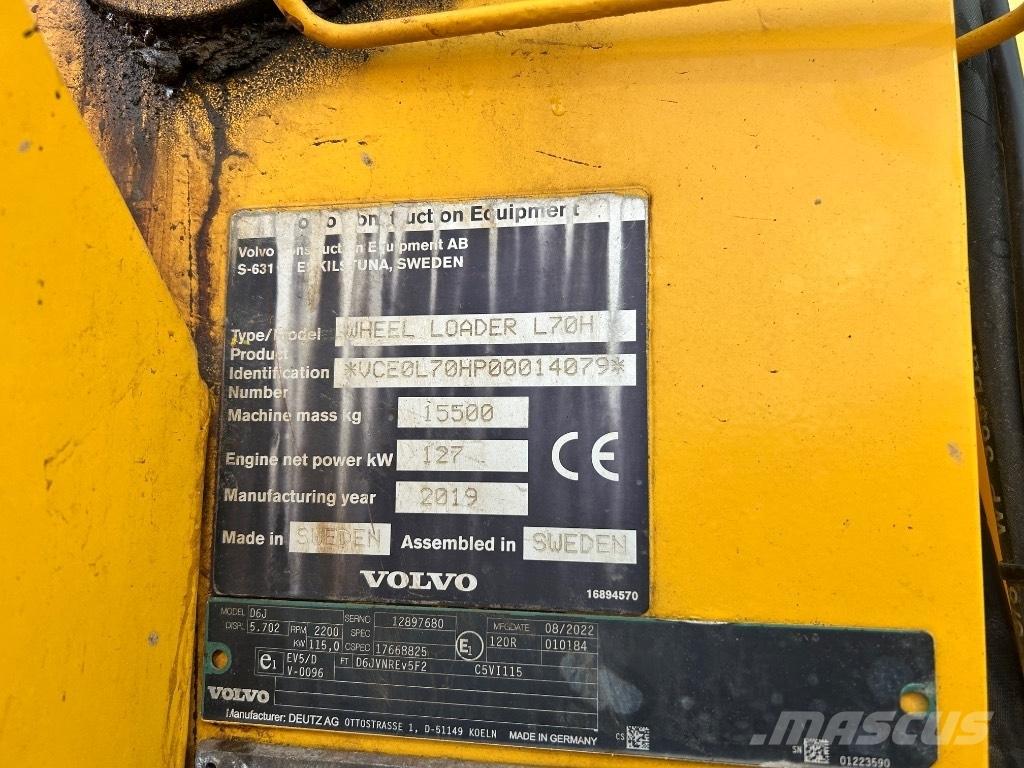 Construction Equipment
Volvo Construction Equipment AB
S-631 ESKILSTUNA, SWEDEN
Type/Model WHEEL LOADER L70H
Product
Identification *VCE0L70HP00014079*
Number
Machine mass kg 15500
Engine net power kW 127
Manufacturing year 2019
CE
Made in SWEDEN Assembled in SWEDEN
VOLVO
16894570
MODEL D6J SERNO 12897680 MFGDATE 08/2022
DISPL 5.702 RPM 2200 SPEC E1 120R 010184
KW 115,0 CSPEC 17668825
e1 EV5/D FT D6JVNREv5F2 C5VI115
V-0096
VOLVO
Manufacturer: DEUTZ AG OTTOSTRASSE 1, D-51149 KOELN MADE IN GERMANY
CS
SN 01223590
MASCUS